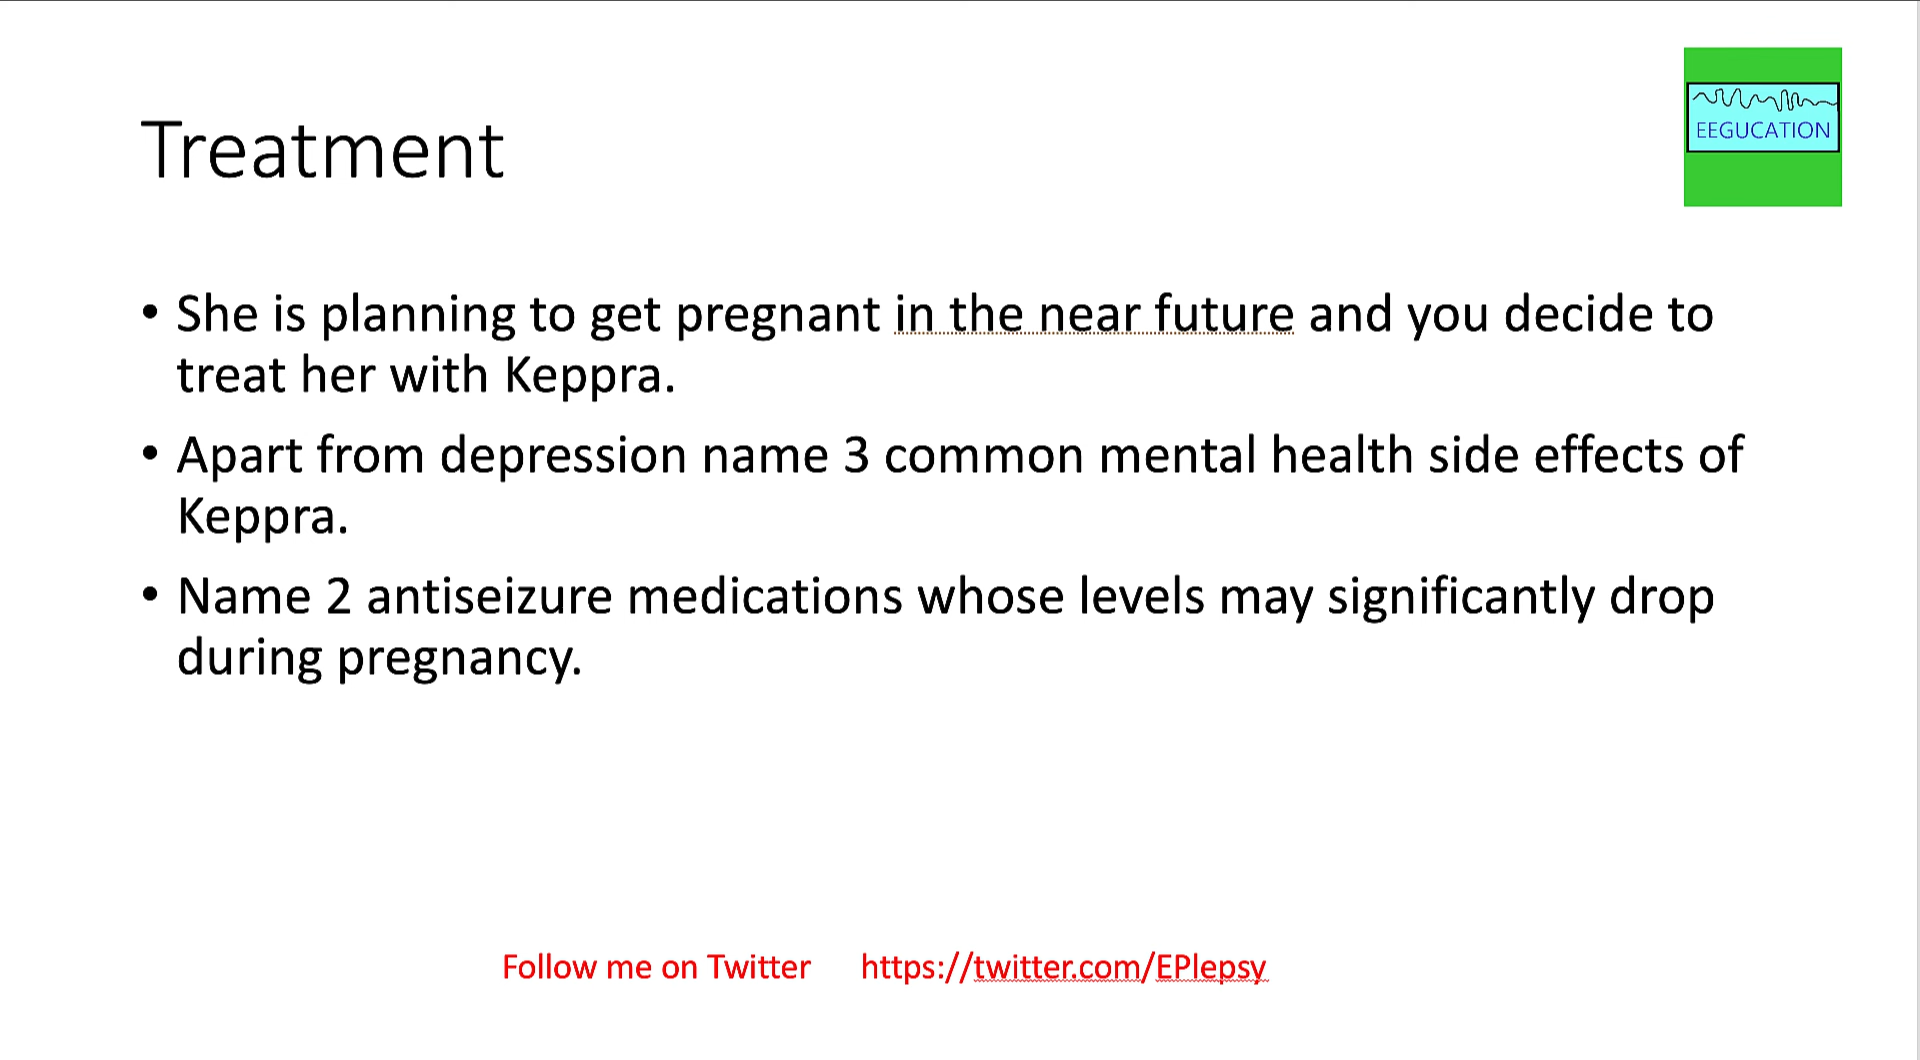 EEGUCATION
Treatment
• She is planning to get pregnant in the near future and you decide to
treat her with Keppra.
• Apart from depression name 3 common mental health side effects of
Keppra.
• Name 2 antiseizure medications whose levels may significantly drop
during pregnancy.
Follow me on Twitter https://twitter.com/EPlepsy